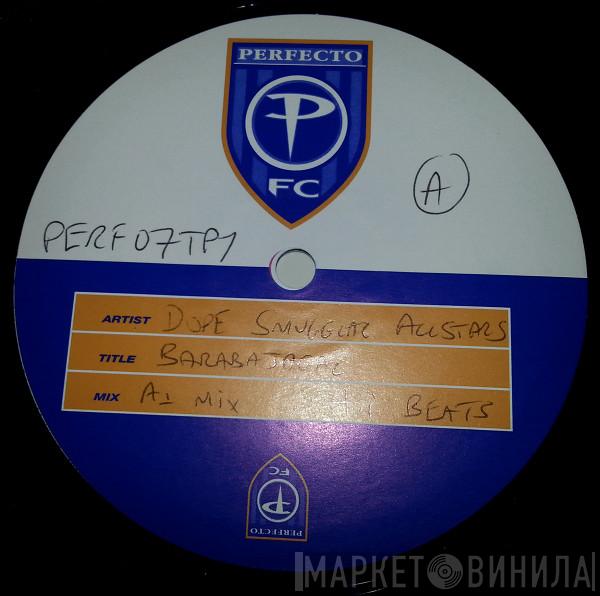 PERFECTO
P
FC
A
PERF07TP1
ARTIST DOPE SMUGGLAZ ALLSTARS
TITLE
MIX A1 MIX BEATS
FC
P
PERFECTO
МАРКЕТ ВИНИЛА